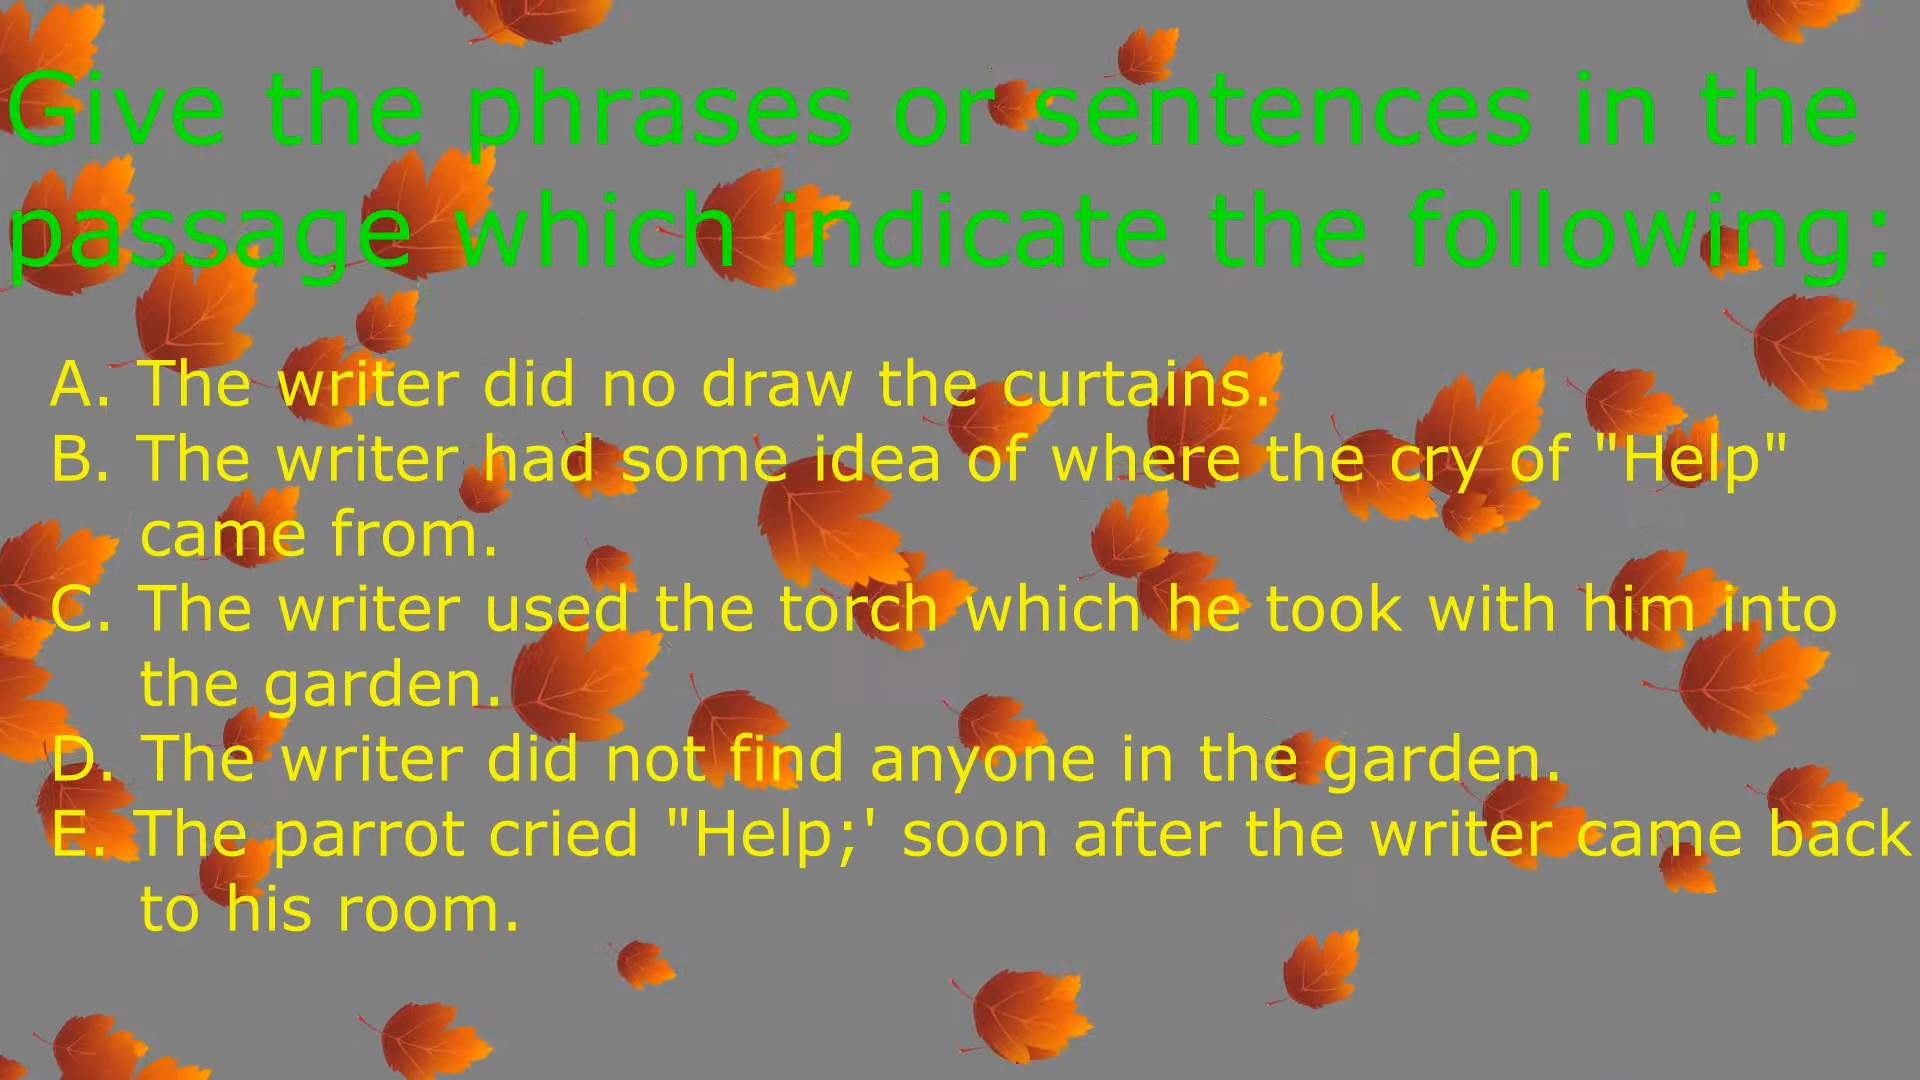 Give the phrases or sentences in the
passage which indicate the following:
A. The writer did no draw the curtains.
B. The writer had some idea of where the cry of "Help"
came from.
C. The writer used the torch which he took with him into
the garden.
D. The writer did not find anyone in the garden.
E. The parrot cried "Help;' soon after the writer came back
to his room.